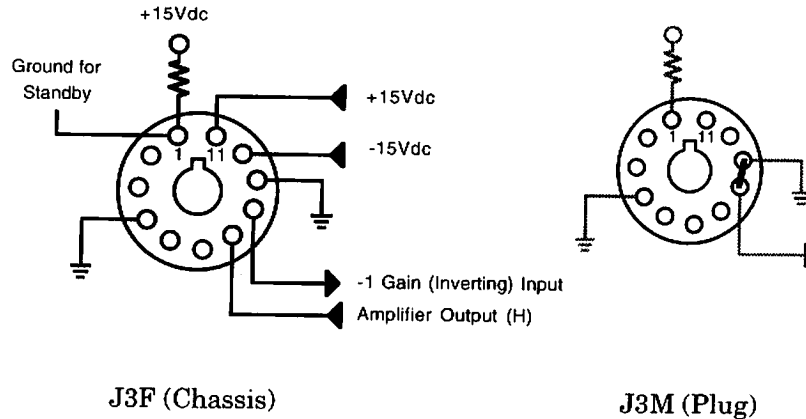 +15Vdc
Ground for
Standby
+15Vdc
-15Vdc
1 11
1 11
-1 Gain (Inverting) Input
Amplifier Output (H)
J3F (Chassis)
J3M (Plug)